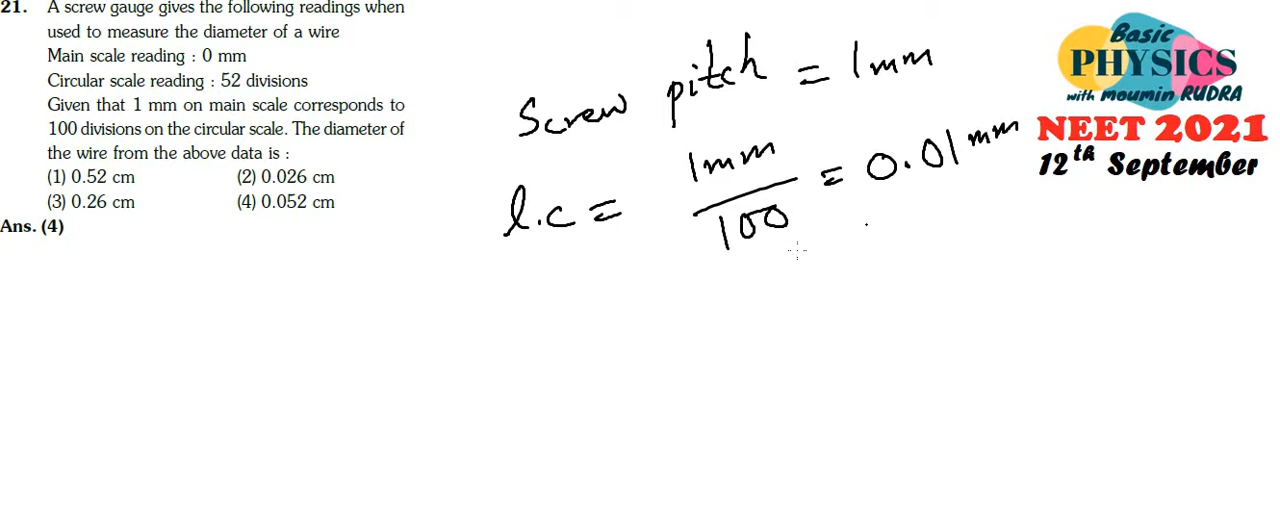 21. A screw gauge gives the following readings when
used to measure the diameter of a wire
Main scale reading : 0 mm
Circular scale reading : 52 divisions
Given that 1 mm on main scale corresponds to
100 divisions on the circular scale. The diameter of
the wire from the above data is :
(1) 0.52 cm (2) 0.026 cm
(3) 0.26 cm (4) 0.052 cm
Ans. (4)
Screw pitch = 1mm
l.c = 1mm / 100 = 0.01mm
Basic
PHYSICS
with moumin RUDRA
NEET 2021
12th September